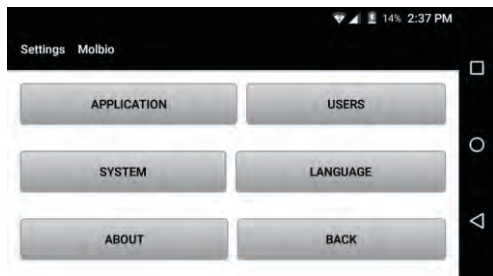 14% 2:37 PM
Settings Molbio
APPLICATION USERS
SYSTEM LANGUAGE
ABOUT BACK